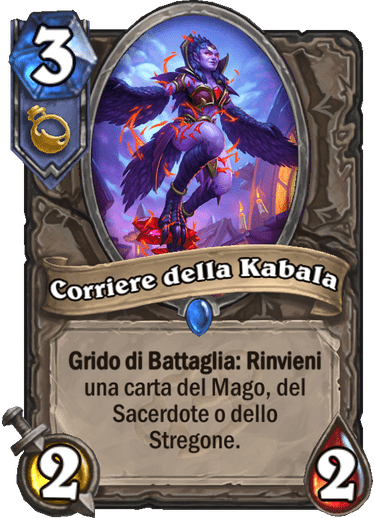 3
Corriere della Kabala
Grido di Battaglia: Rinvieni
una carta del Mago, del
Sacerdote o dello
Stregone.
2
2